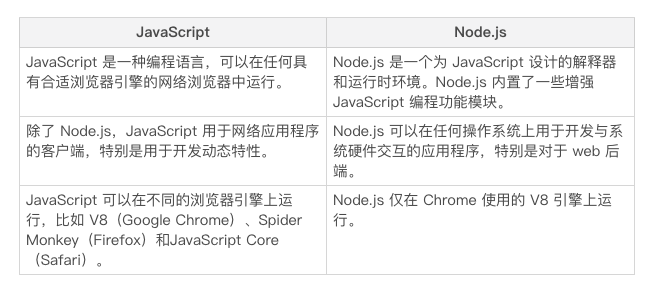 JavaScript
Node.js
JavaScript 是一种编程语言，可以在任何具
有合适浏览器引擎的网络浏览器中运行。
Node.js 是一个为 JavaScript 设计的解释器
和运行时环境。Node.js 内置了一些增强
JavaScript 编程功能模块。
除了 Node.js，JavaScript 用于网络应用程序
的客户端，特别是用于开发动态特性。
Node.js 可以在任何操作系统上用于开发与系
统硬件交互的应用程序，特别是对于 web 后
端。
JavaScript 可以在不同的浏览器引擎上运
行，比如 V8（Google Chrome）、Spider
Monkey（Firefox）和JavaScript Core
（Safari）。
Node.js 仅在 Chrome 使用的 V8 引擎上运
行。